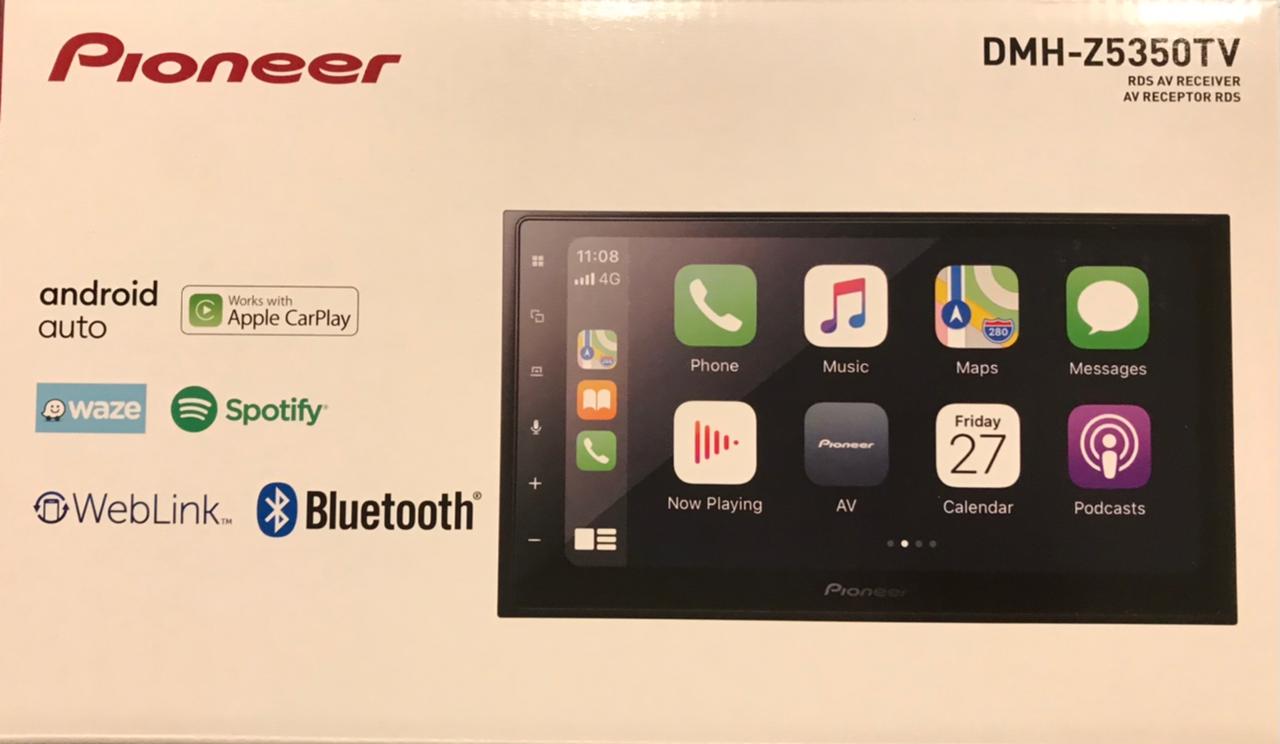 Pioneer
DMH-Z5350TV
RDS AV RECEIVER
AV RECEPTOR RDS
android
auto
Works with
Apple CarPlay
waze
Spotify®
WebLink™
Bluetooth®
11:08
4G
280
Phone
Music
Maps
Messages
Pioneer
Friday
27
Now Playing
AV
Calendar
Podcasts
Pioneer